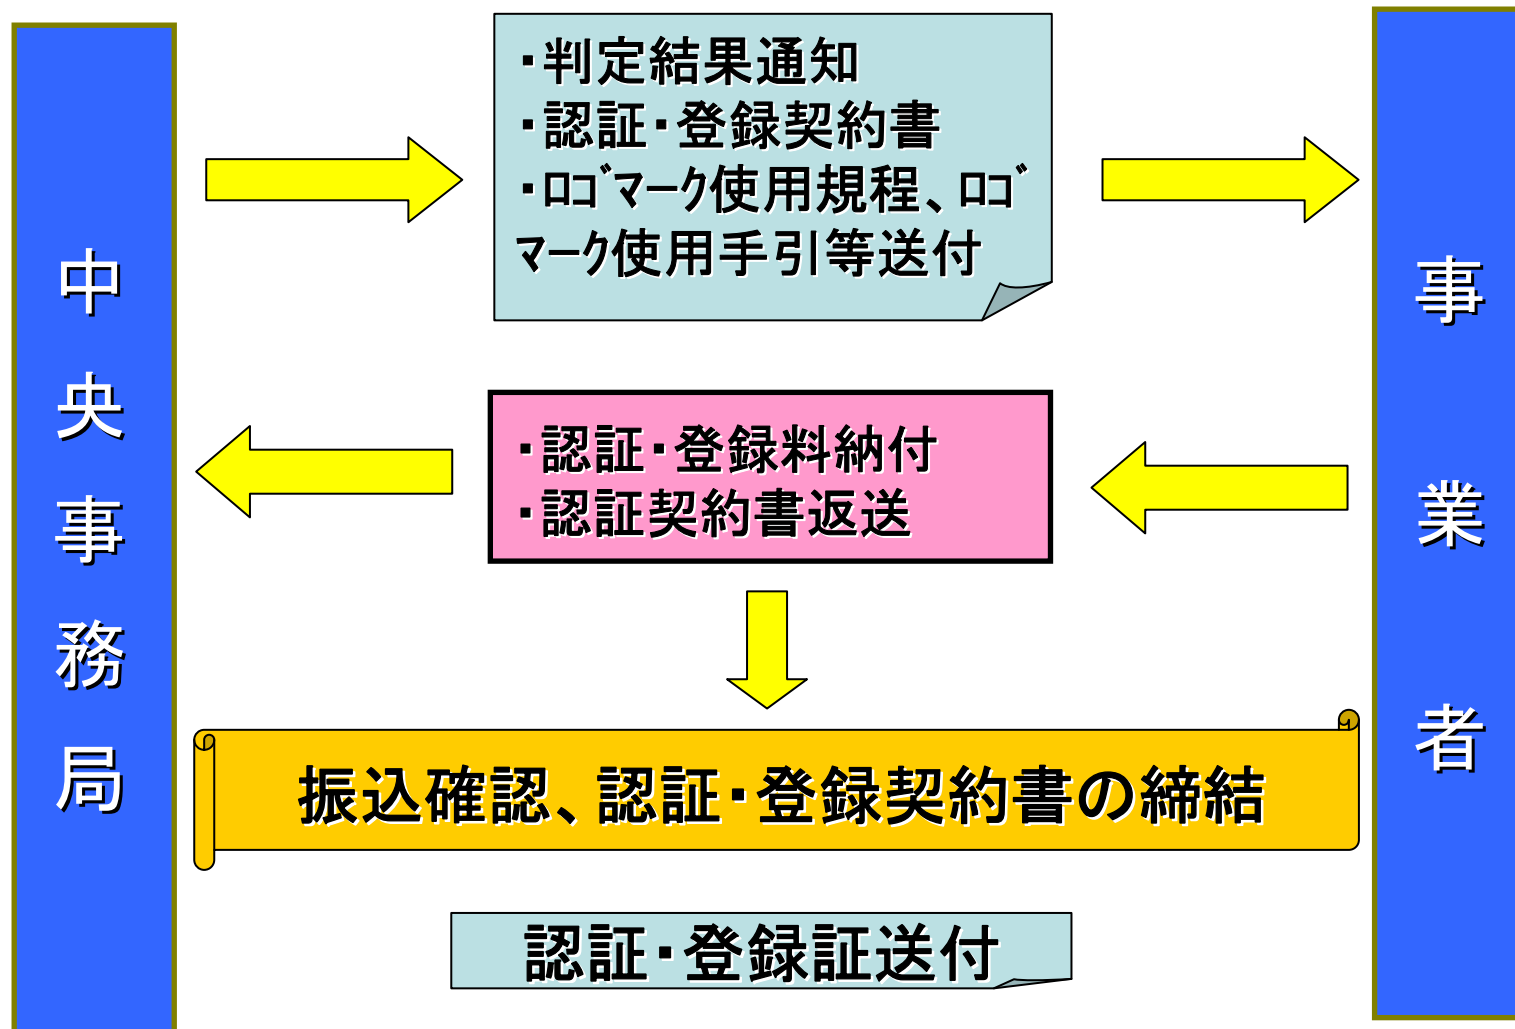 中央事務局
・判定結果通知
・認証・登録契約書
・ﾛｺﾞﾏｰｸ使用規程、ﾛｺﾞ
ﾏｰｸ使用手引等送付
・認証・登録料納付
・認証契約書返送
振込確認、認証・登録契約書の締結
認証・登録証送付
事業者